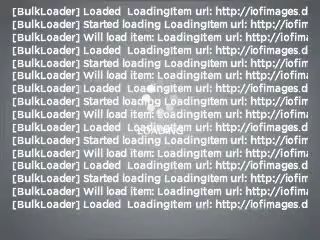 [BulkLoader] Loaded  LoadingItem url: http://iofimages.d
[BulkLoader] Started loading LoadingItem url: http://iofim
[BulkLoader] Will load item: LoadingItem url: http://iofima
[BulkLoader] Loaded  LoadingItem url: http://iofimages.d
[BulkLoader] Started loading LoadingItem url: http://iofim
[BulkLoader] Will load item: LoadingItem url: http://iofima
[BulkLoader] Loaded  LoadingItem url: http://iofimages.d
[BulkLoader] Started loading LoadingItem url: http://iofim
[BulkLoader] Will load item: LoadingItem url: http://iofima
[BulkLoader] Loaded  LoadingItem url: http://iofimages.d
LOADING
[BulkLoader] Started loading LoadingItem url: http://iofim
[BulkLoader] Will load item: LoadingItem url: http://iofima
[BulkLoader] Loaded  LoadingItem url: http://iofimages.d
[BulkLoader] Started loading LoadingItem url: http://iofim
[BulkLoader] Will load item: LoadingItem url: http://iofima
[BulkLoader] Loaded  LoadingItem url: http://iofimages.d